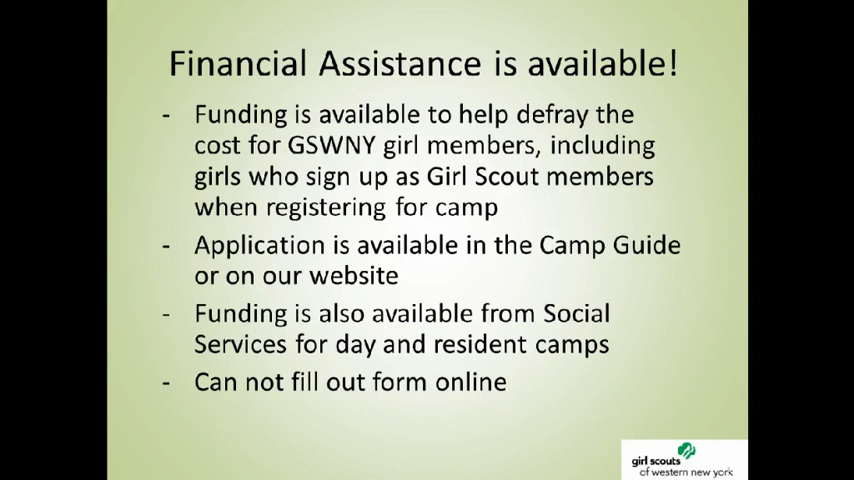 Financial Assistance is available!
- Funding is available to help defray the
cost for GSWNY girl members, including
girls who sign up as Girl Scout members
when registering for camp
- Application is available in the Camp Guide
or on our website
- Funding is also available from Social
Services for day and resident camps
- Can not fill out form online
girl scouts
of western new york